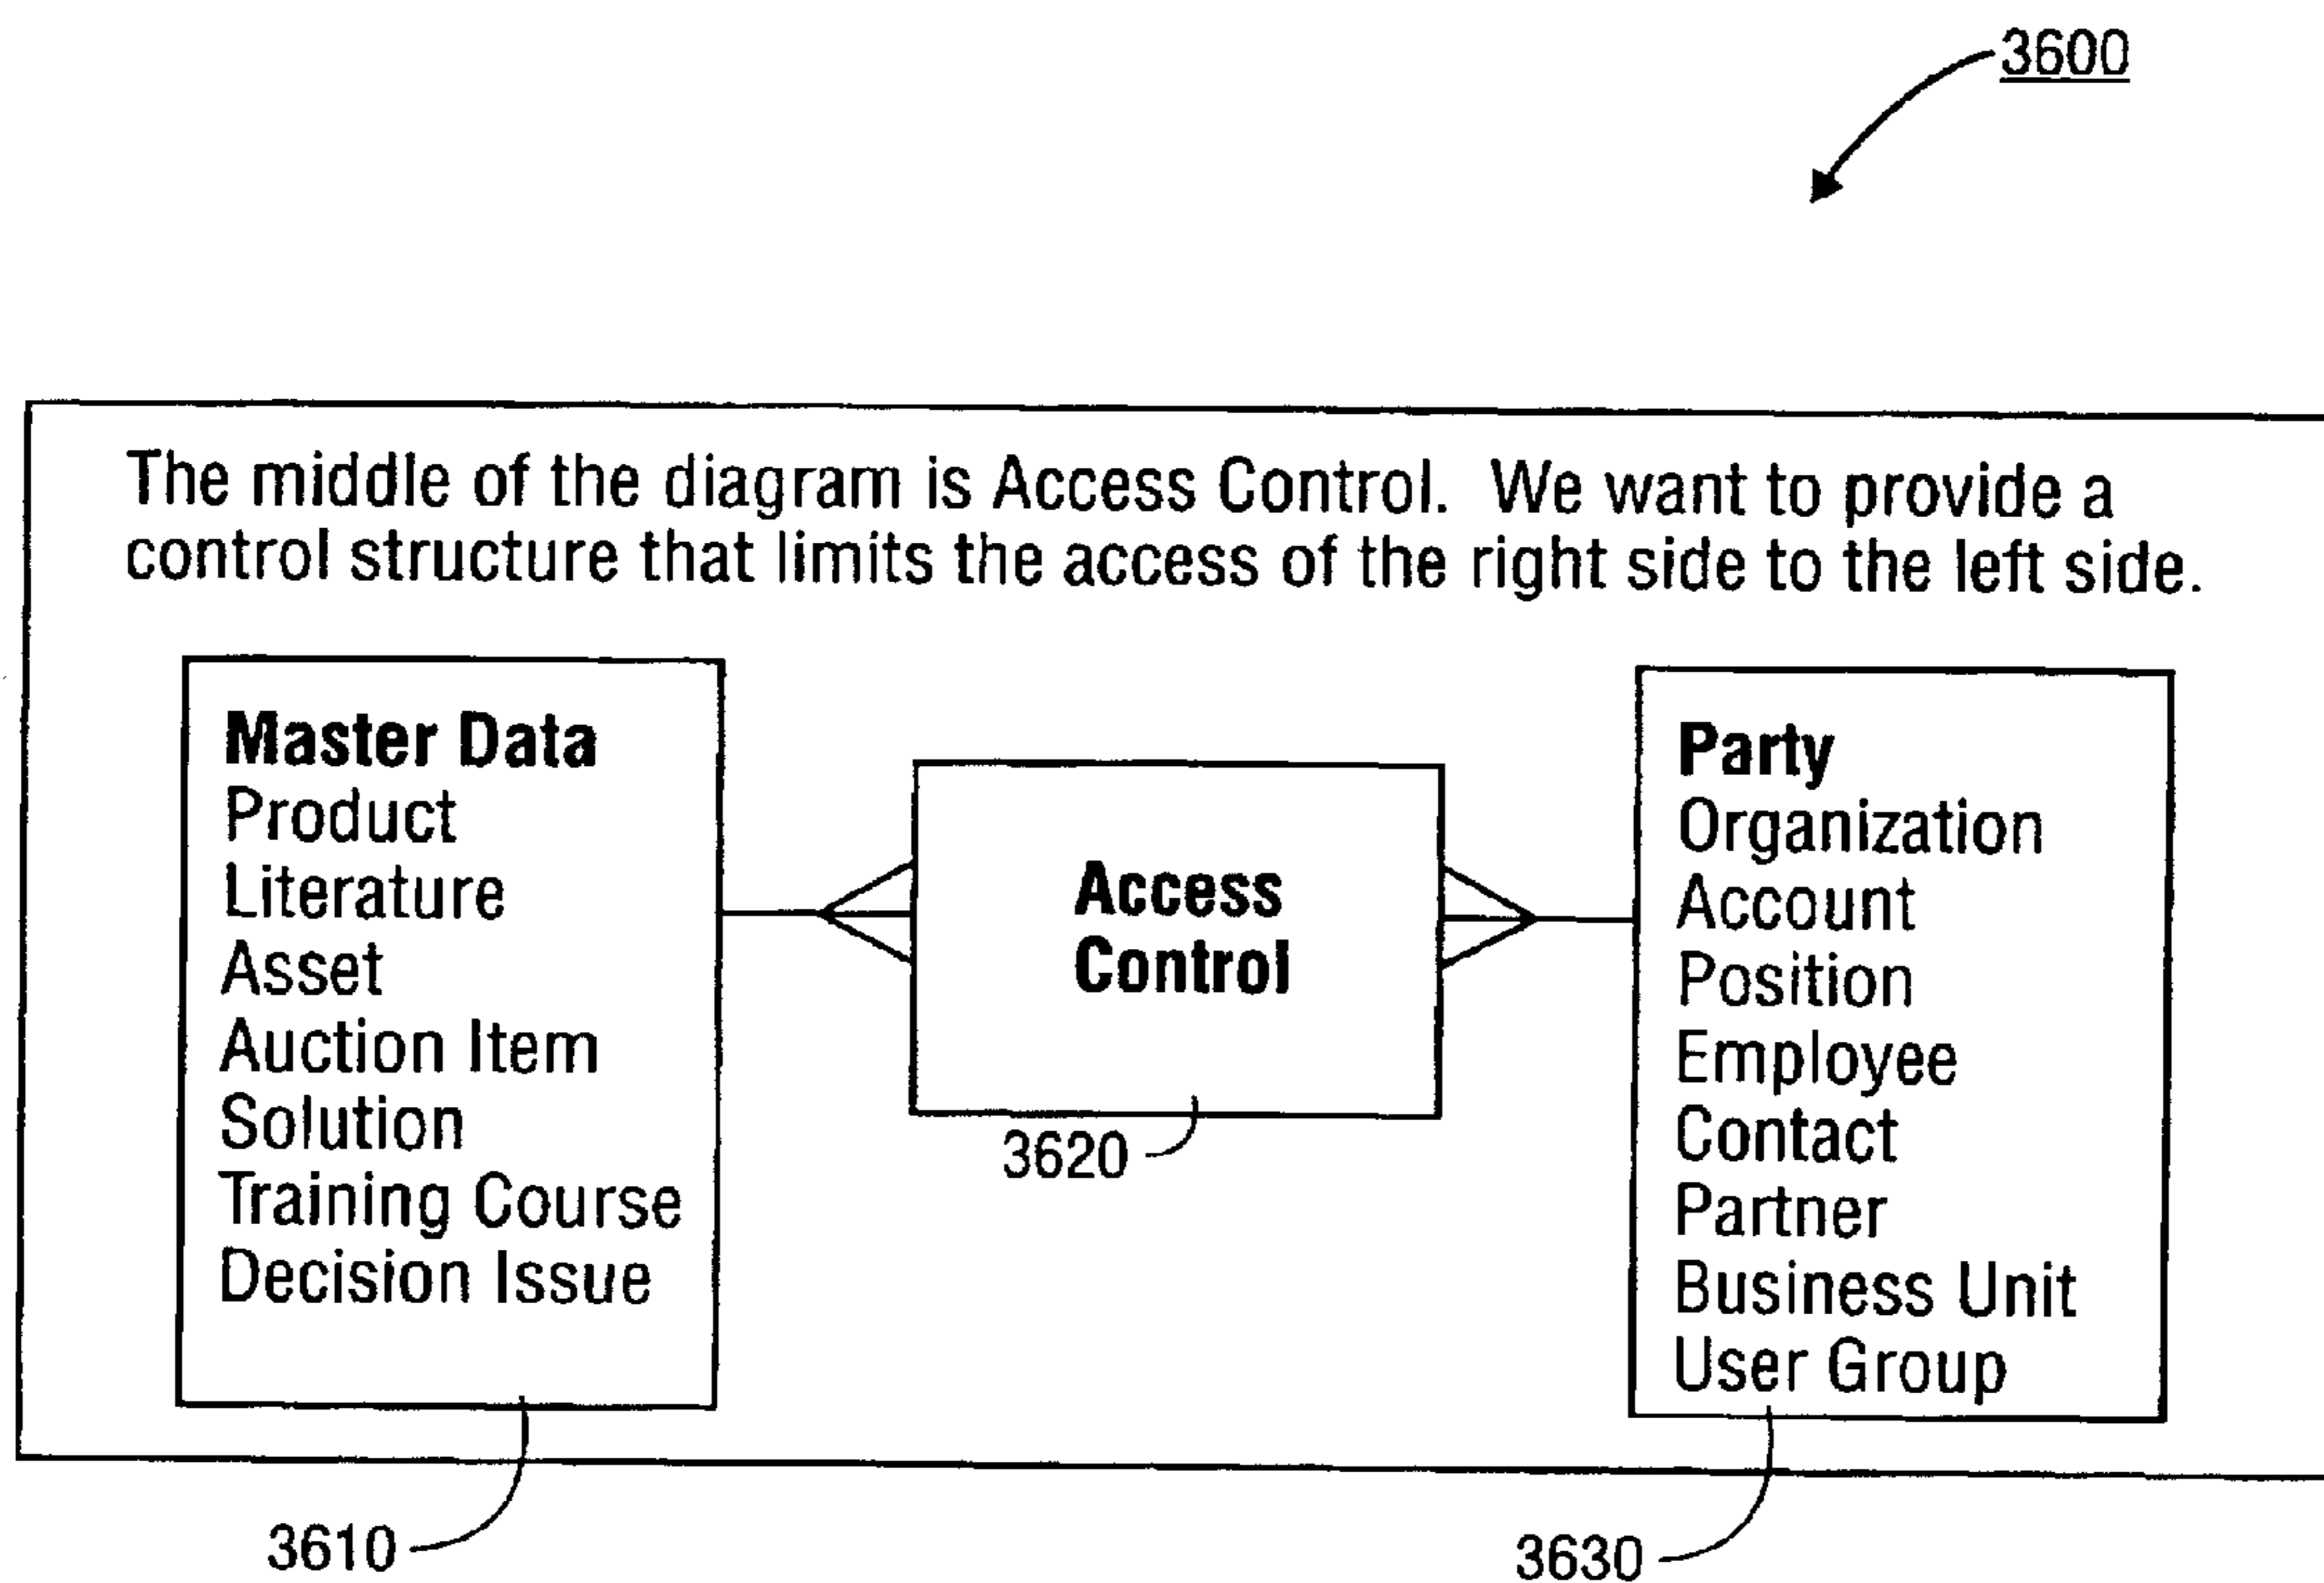 3600
The middle of the diagram is Access Control. We want to provide a
control structure that limits the access of the right side to the left side.
Master Data
Product
Literature
Asset
Auction Item
Solution
Training Course
Decision Issue
3610
Access
Control
3620
Party
Organization
Account
Position
Employee
Contact
Partner
Business Unit
User Group
3630